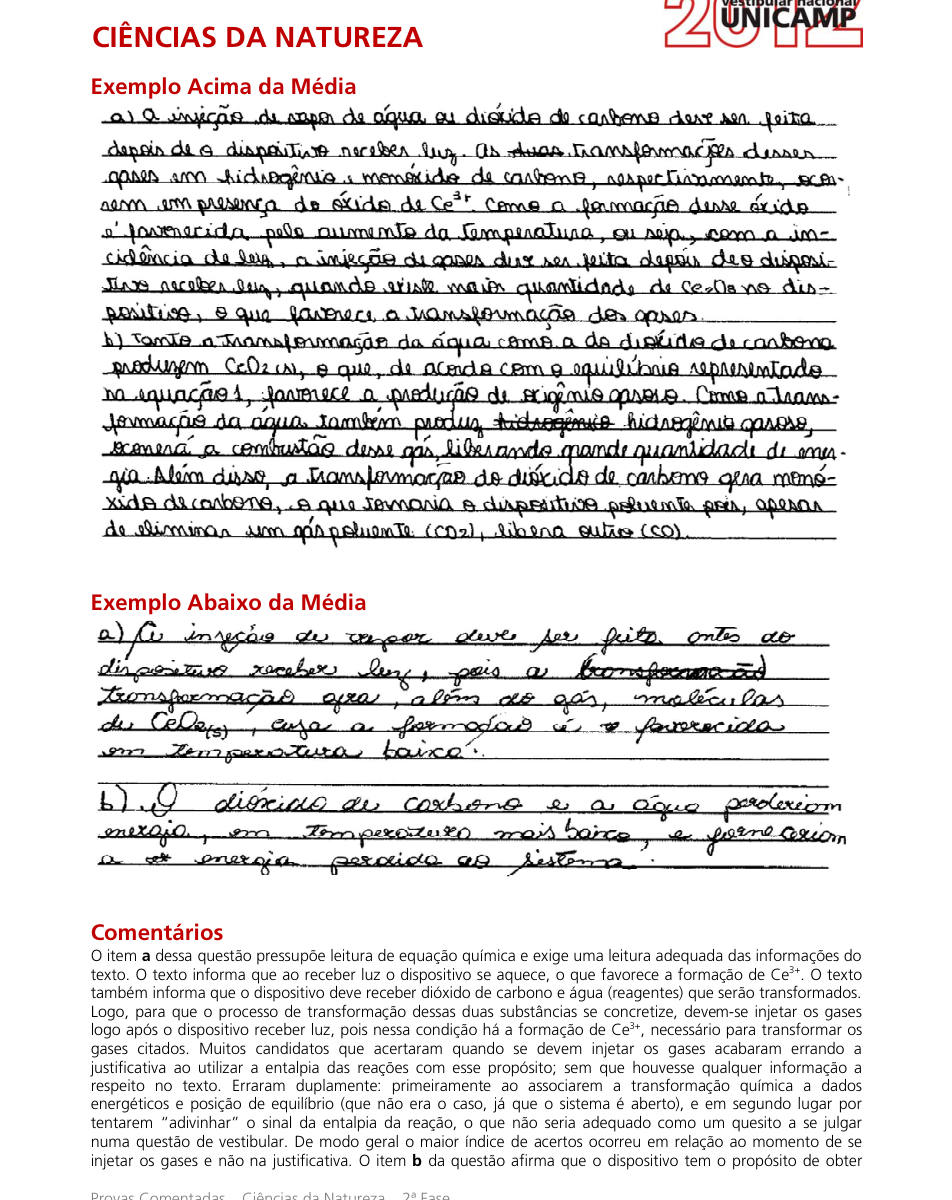 vestibular nacional
2012
UNICAMP
CIÊNCIAS DA NATUREZA
Exemplo Acima da Média
a) A injeção de vapor de água ou dióxido de carbono deve ser feita
depois de o dispositivo receber luz. As duas transformações desses
gases em hidrogênio e monóxido de carbono, respectivamente, ocor-
rem em presença do óxido de Ce3+. Como a formação desse óxido
é favorecida pelo aumento da temperatura, ou seja, com a in-
cidência de luz, a injeção de gases deve ser feita depois de o disposi-
tivo receber luz, quando existe maior quantidade de Ce2O3 no dis-
positivo, o que favorece a transformação dos gases.
b) Tanto a transformação da água como a do dióxido de carbono
produzem CeO2 (s), o que, de acordo com o equilíbrio representado
na equação 1, favorece a produção de oxigênio gasoso. Como a trans-
formação da água também produz hidrogênio hidrogênio gasoso,
ocorrerá a combustão desse gás, liberando grande quantidade de ener-
gia. Além disso, a transformação do dióxido de carbono gera monó-
xido de carbono, o que tornaria o dispositivo poluente pois, apesar
de eliminar um gás poluente (CO2), libera outro (CO).
Exemplo Abaixo da Média
a) A injeção de vapor deve ser feita antes do
dispositivo receber luz, pois a (transformação)
transformação gera, além do gás, moléculas
de CeO2(s), cuja a formação é favorecida
em temperatura baixa.
b) O dióxido de carbono e a água perderiam
energia, em temperatura mais baixa, e forneceriam
a energia perdida ao sistema.
Comentários
O item a dessa questão pressupõe leitura de equação química e exige uma leitura adequada das informações do
texto. O texto informa que ao receber luz o dispositivo se aquece, o que favorece a formação de Ce3+. O texto
também informa que o dispositivo deve receber dióxido de carbono e água (reagentes) que serão transformados.
Logo, para que o processo de transformação dessas duas substâncias se concretize, devem-se injetar os gases
logo após o dispositivo receber luz, pois nessa condição há a formação de Ce3+, necessário para transformar os
gases citados. Muitos candidatos que acertaram quando se devem injetar os gases acabaram errando a
justificativa ao utilizar a entalpia das reações com esse propósito; sem que houvesse qualquer informação a
respeito no texto. Erraram duplamente: primeiramente ao associarem a transformação química a dados
energéticos e posição de equilíbrio (que não era o caso, já que o sistema é aberto), e em segundo lugar por
tentarem “adivinhar” o sinal da entalpia da reação, o que não seria adequado como um quesito a se julgar
numa questão de vestibular. De modo geral o maior índice de acertos ocorreu em relação ao momento de se
injetar os gases e não na justificativa. O item b da questão afirma que o dispositivo tem o propósito de obter
Provas Comentadas Ciências da Natureza 2ª Fase